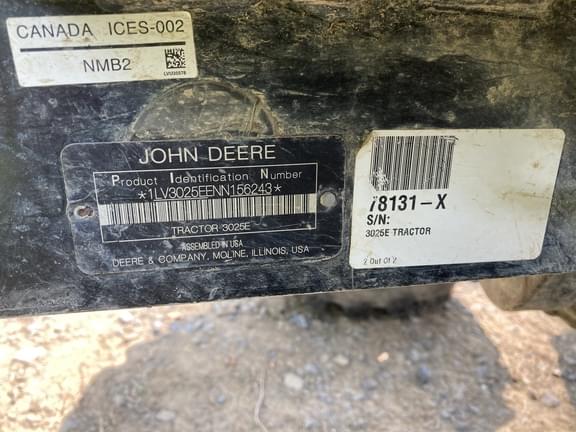 CANADA ICES-002
NMB2
JOHN DEERE
Product Identification Number
*1LV3025EENN156243*
TRACTOR 3025E
ASSEMBLED IN USA
DEERE & COMPANY, MOLINE, ILLINOIS, USA
78131-X
S/N:
3025E TRACTOR
2 Out Of 2